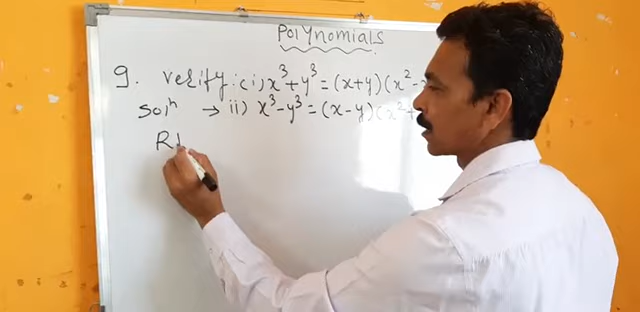 Polynomials
9. verify: (i) x³ + y³ = (x+y)(x² -
Solⁿ → ii) x³ - y³ = (x-y)(x² +
R